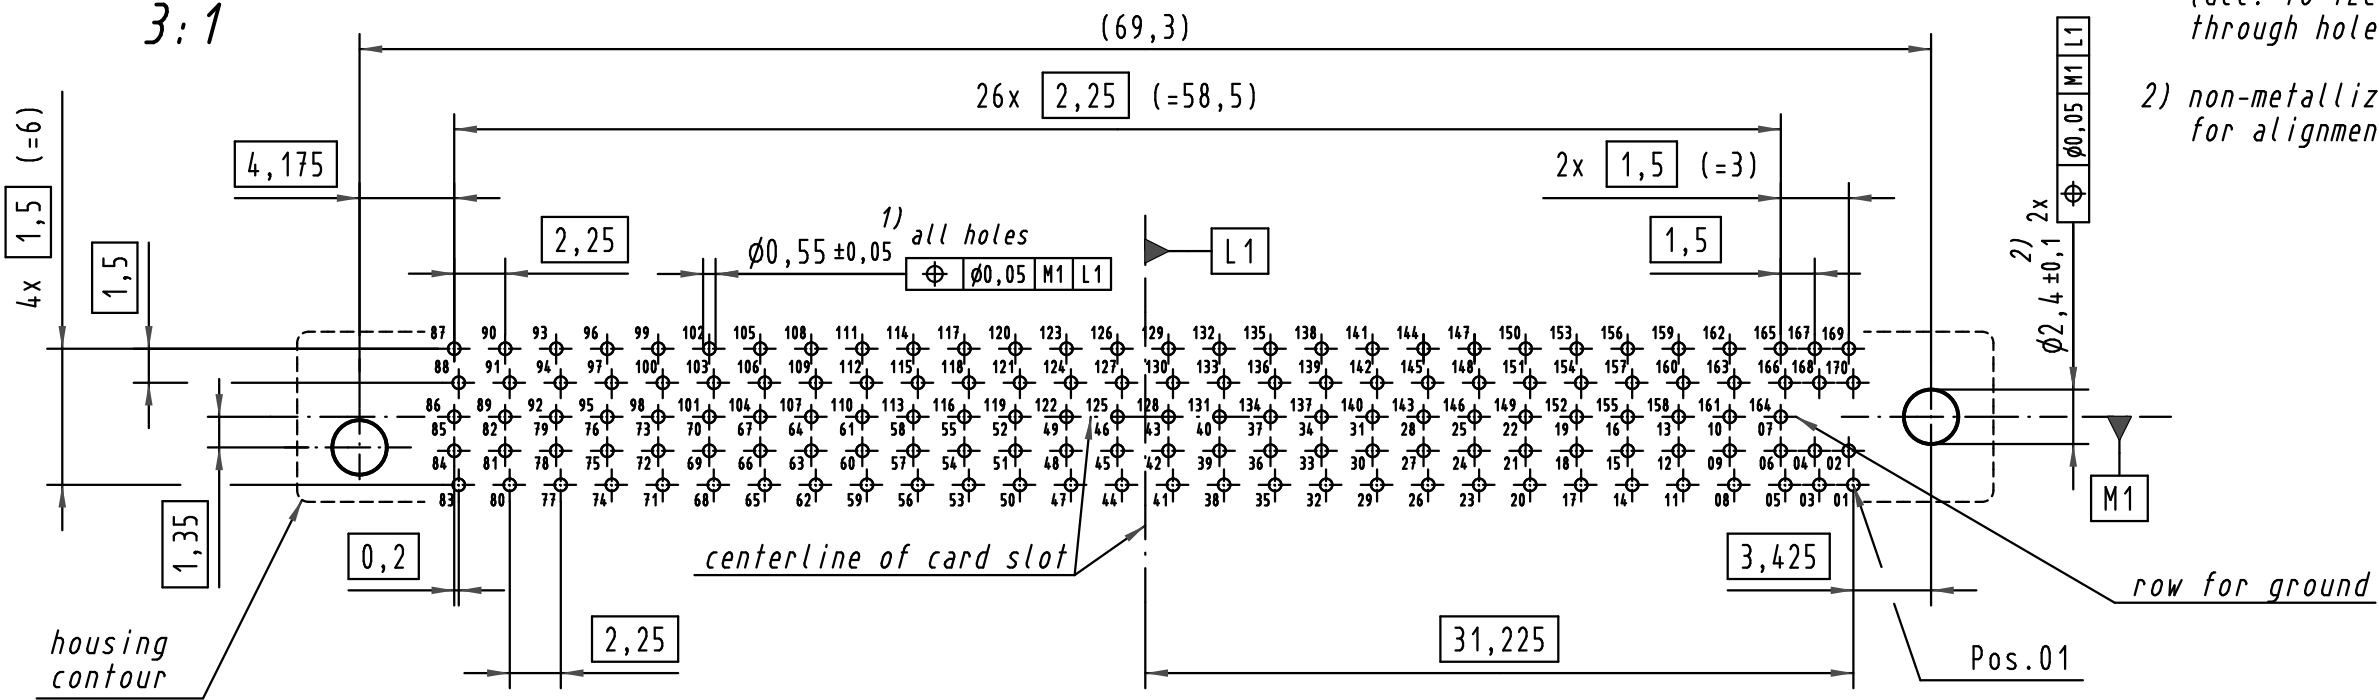 3:1
(69,3)
through hole
26x 2,25 (=58,5)
2) non-metalliz
for alignmen
4,175
2x 1,5 (=3)
4x 1,5 (=6)
1,5
2,25
1)
all holes
ø0,55 ±0,05
⌖ ø0,05 M1 L1
L1
1,5
2)
ø2,4 ±0,1 2x
⌖ ø0,05 M1 L1
87 90 93 96 99 102 105 108 111 114 117 120 123 126 129 132 135 138 141 144 147 150 153 156 159 162 165 167 169
88 91 94 97 100 103 106 109 112 115 118 121 124 127 130 133 136 139 142 145 148 151 154 157 160 163 166 168 170
86 89 92 95 98 101 104 107 110 113 116 119 122 125 128 131 134 137 140 143 146 149 152 155 158 161 164
85 82 79 76 73 70 67 64 61 58 55 52 49 46 43 40 37 34 31 28 25 22 19 16 13 10 07
84 81 78 75 72 69 66 63 60 57 54 51 48 45 42 39 36 33 30 27 24 21 18 15 12 09 06 04 02
83 80 77 74 71 68 65 62 59 56 53 50 47 44 41 38 35 32 29 26 23 20 17 14 11 08 05 03 01
M1
1,35
0,2
centerline of card slot
3,425
row for ground
housing
contour
2,25
31,225
Pos.01